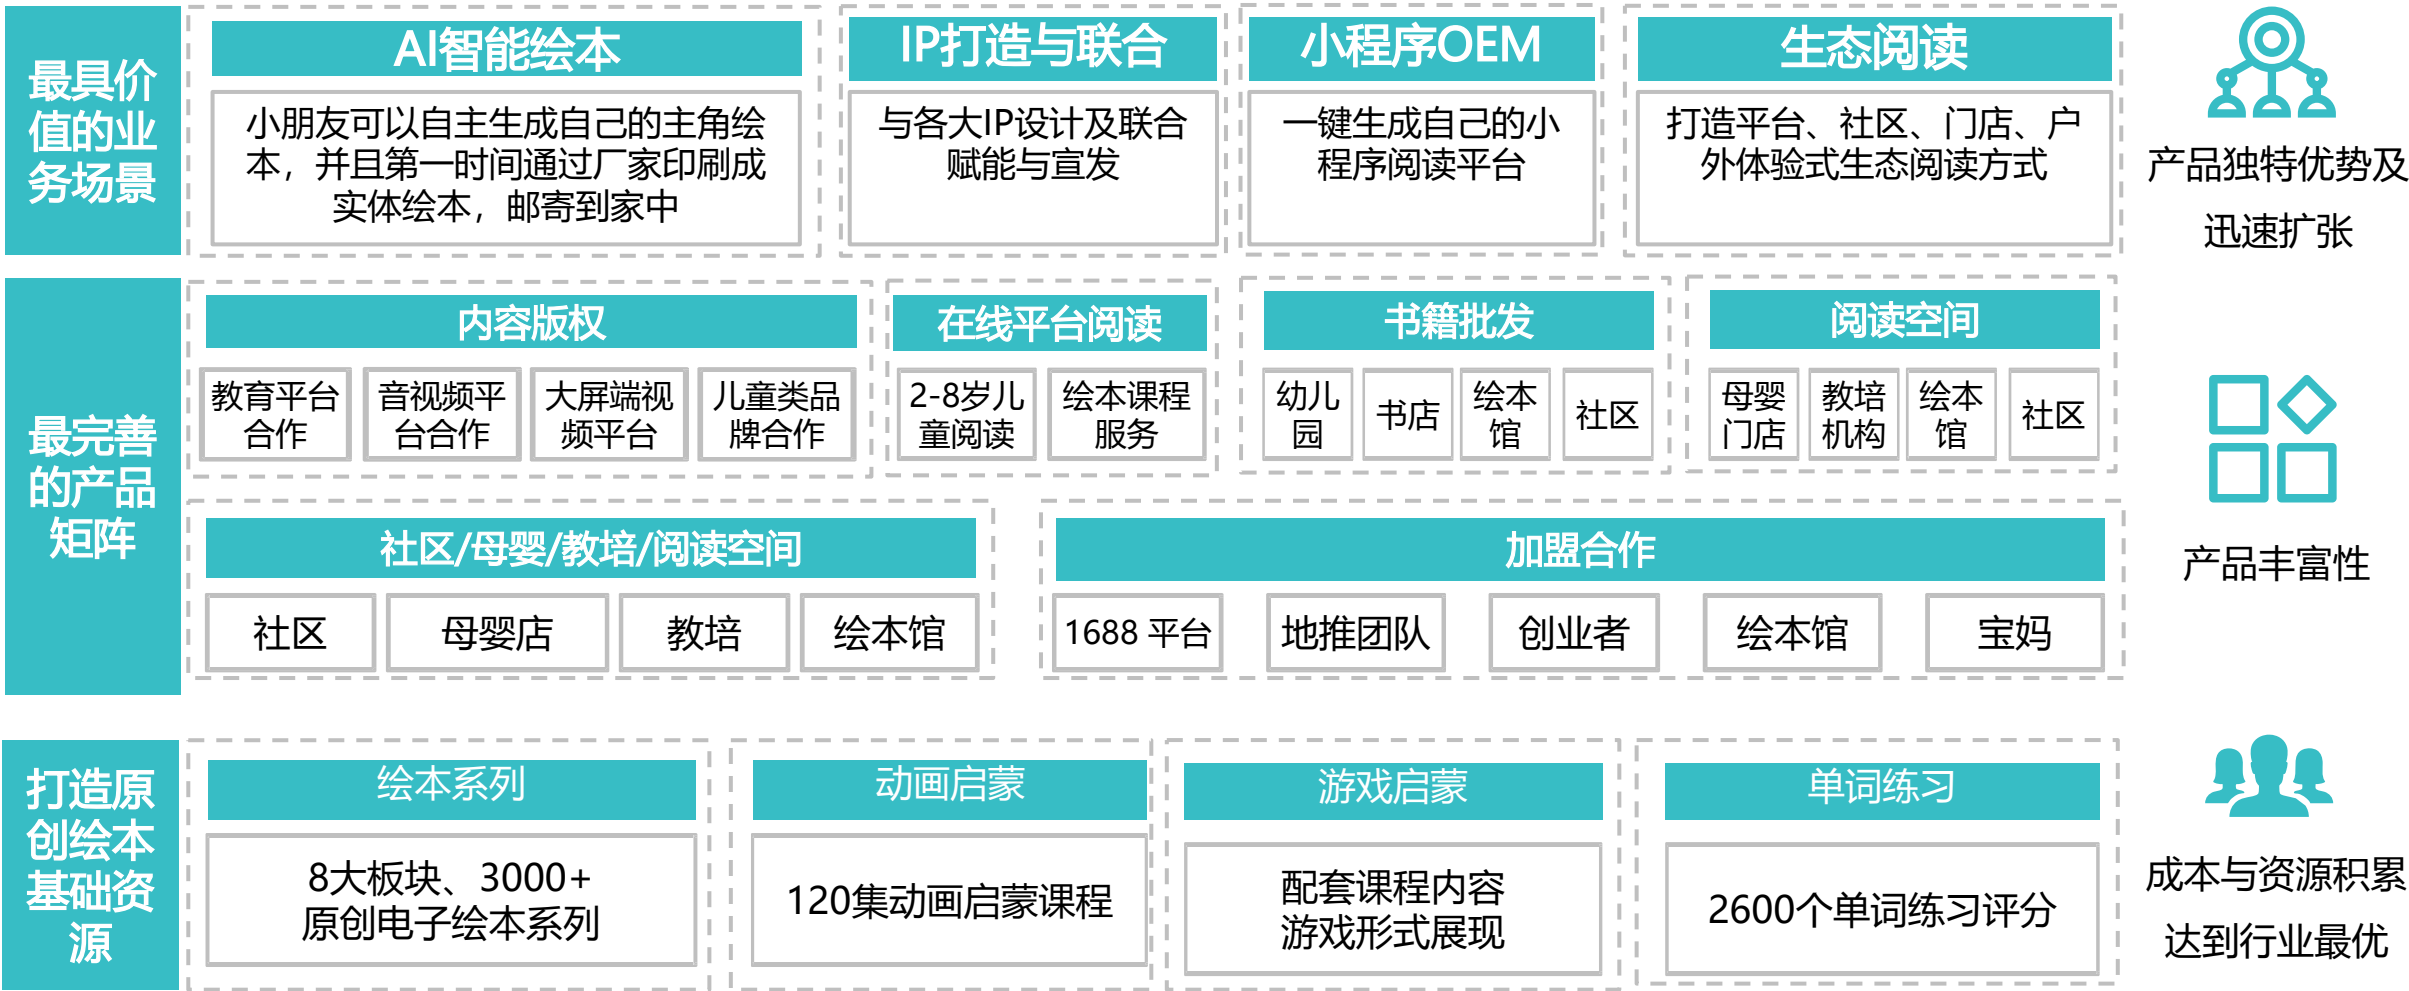 最具价
值的业
务场景
AI智能绘本
小朋友可以自主生成自己的主角绘
本，并且第一时间通过厂家印刷成
实体绘本，邮寄到家中
IP打造与联合
与各大IP设计及联合
赋能与宣发
小程序OEM
一键生成自己的小
程序阅读平台
生态阅读
打造平台、社区、门店、户
外体验式生态阅读方式
产品独特优势及
迅速扩张
最完善
的产品
矩阵
内容版权
教育平台
合作
音视频平
台合作
大屏端视
频平台
儿童类品
牌合作
在线平台阅读
2-8岁儿
童阅读
绘本课程
服务
书籍批发
幼儿
园
书店
绘本
馆
社区
阅读空间
母婴
门店
教培
机构
绘本
馆
社区
社区/母婴/教培/阅读空间
社区
母婴店
教培
绘本馆
加盟合作
1688 平台
地推团队
创业者
绘本馆
宝妈
产品丰富性
打造原
创绘本
基础资
源
绘本系列
8大板块、3000+
原创电子绘本系列
动画启蒙
120集动画启蒙课程
游戏启蒙
配套课程内容
游戏形式展现
单词练习
2600个单词练习评分
成本与资源积累
达到行业最优